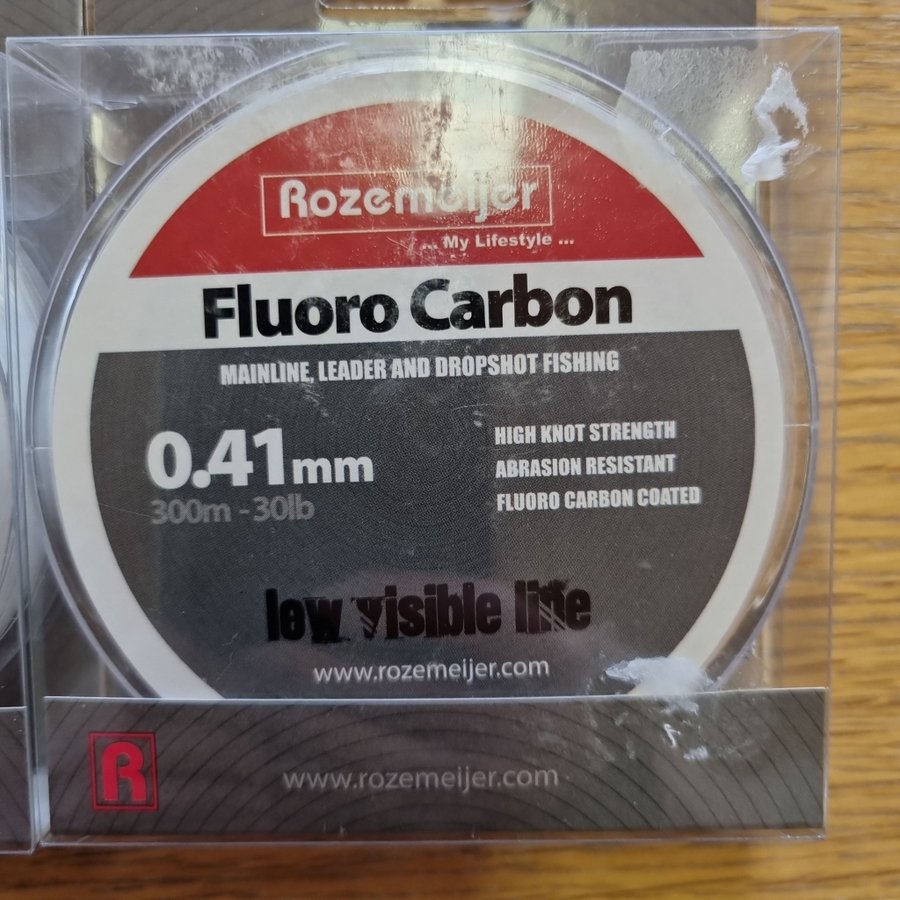 Rozemeijer
... My Lifestyle ...
Fluoro Carbon
MAINLINE, LEADER AND DROPSHOT FISHING
0.41mm
300m - 30lb
HIGH KNOT STRENGTH
ABRASION RESISTANT
FLUORO CARBON COATED
low visible line
www.rozemeijer.com
R
www.rozemeijer.com